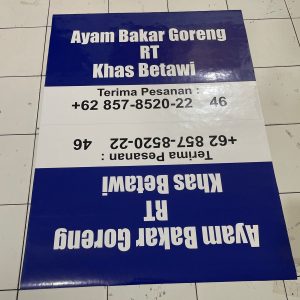 Ayam Bakar Goreng
RT
Khas Betawi
Terima Pesanan :
+62 857-8520-22 46
+62 857-8520-22 46
Terima Pesanan :
Khas Betawi
RT
Ayam Bakar Goreng